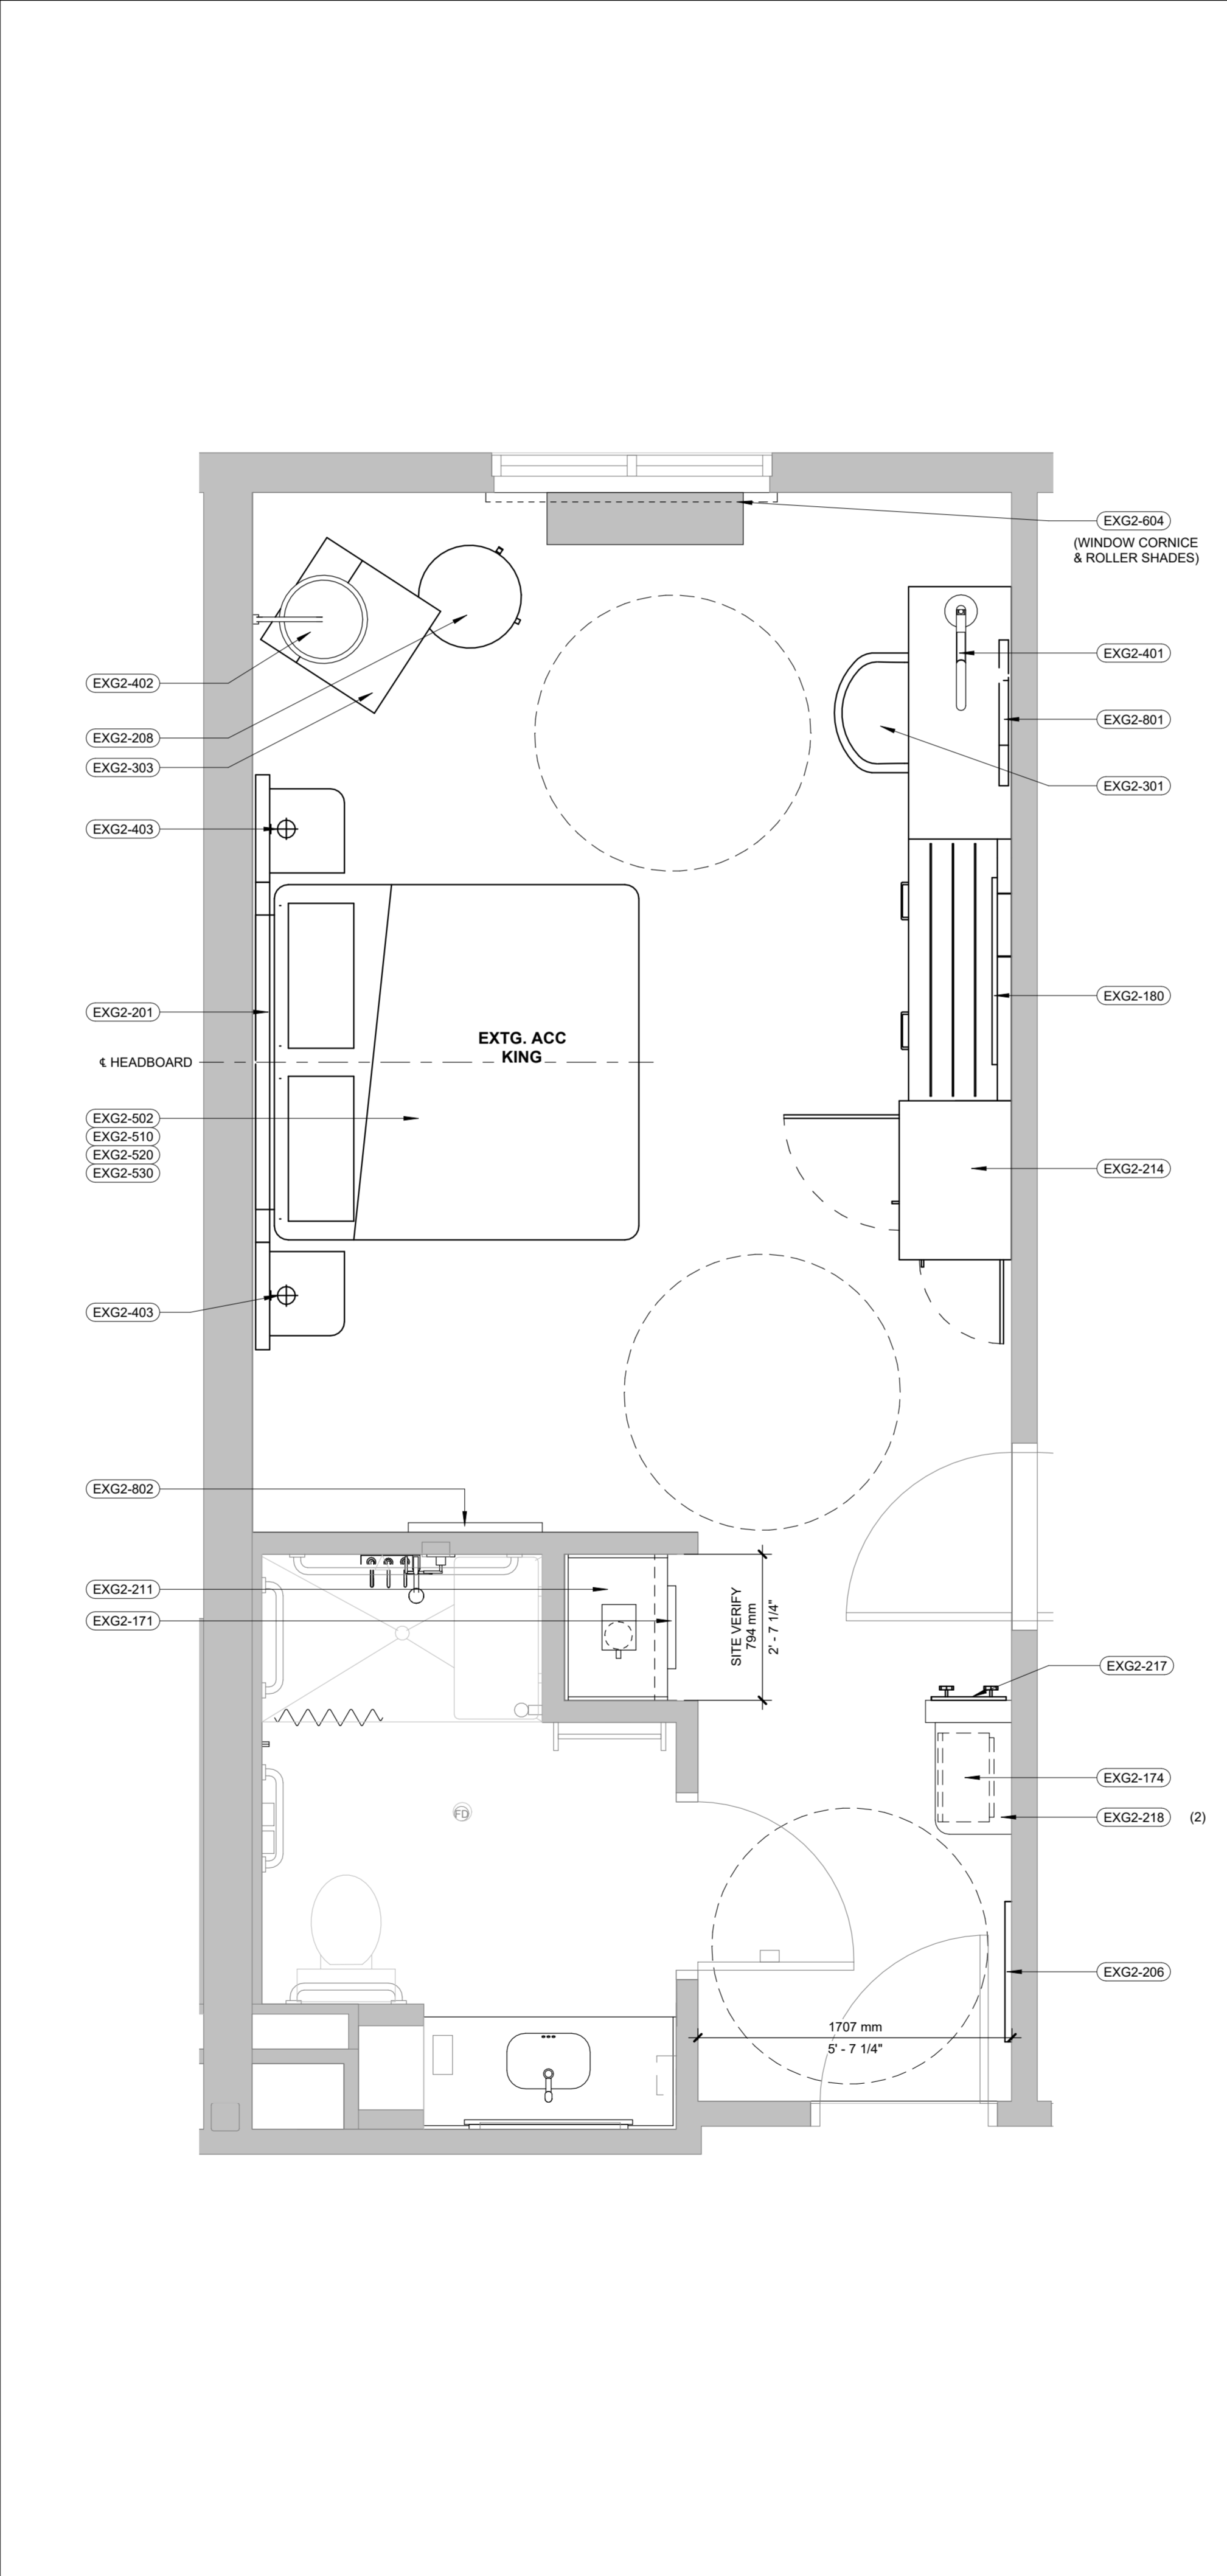 EXG2-604
(WINDOW CORNICE
& ROLLER SHADES)
EXG2-401
EXG2-402
EXG2-801
EXG2-208
EXG2-303
EXG2-301
EXG2-403
EXG2-180
EXG2-201
EXTG. ACC
KING
℄ HEADBOARD
EXG2-502
EXG2-510
EXG2-520
EXG2-530
EXG2-214
EXG2-403
EXG2-802
EXG2-211
EXG2-171
SITE VERIFY
794 mm
2' - 7 1/4"
EXG2-217
EXG2-174
EXG2-218 (2)
FD
EXG2-206
1707 mm
5' - 7 1/4"